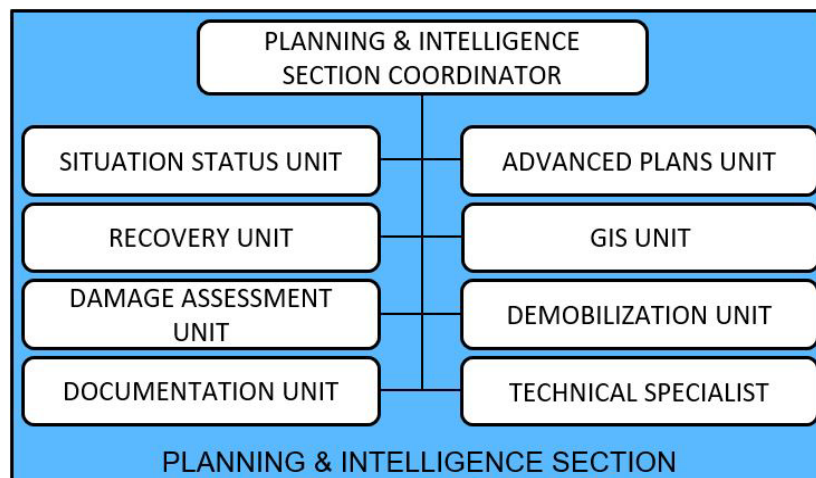 PLANNING & INTELLIGENCE
SECTION COORDINATOR
SITUATION STATUS UNIT
ADVANCED PLANS UNIT
RECOVERY UNIT
GIS UNIT
DAMAGE ASSESSMENT
UNIT
DEMOBILIZATION UNIT
DOCUMENTATION UNIT
TECHNICAL SPECIALIST
PLANNING & INTELLIGENCE SECTION